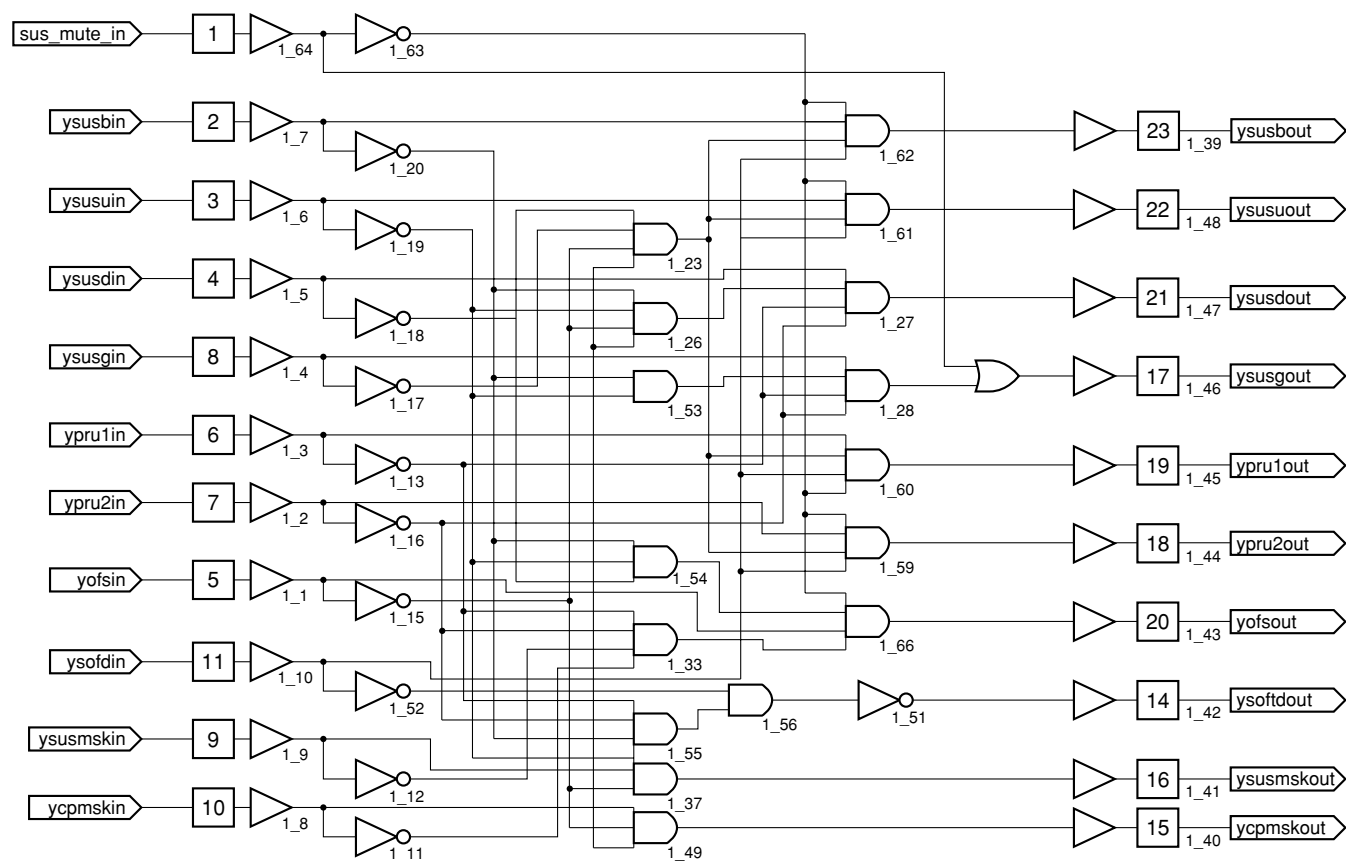 sus_mute_in 1 1_64 1_63
ysusbin 2 1_7 1_20 1_62 23 1_39 ysusbout
ysusuin 3 1_6 1_19 1_23 1_61 22 1_48 ysusuout
ysusdin 4 1_5 1_18 1_26 1_27 21 1_47 ysusdout
ysusgin 8 1_4 1_17 1_53 1_28 17 1_46 ysusgout
ypru1in 6 1_3 1_13 1_60 19 1_45 ypru1out
ypru2in 7 1_2 1_16 1_54 1_59 18 1_44 ypru2out
yofsin 5 1_1 1_15 1_33 1_66 20 1_43 yofsout
ysofdin 11 1_10 1_52 1_55 1_56 1_51 14 1_42 ysoftdout
ysusmskin 9 1_9 1_12 1_37 16 1_41 ysusmskout
ycpmskin 10 1_8 1_11 1_49 15 1_40 ycpmskout